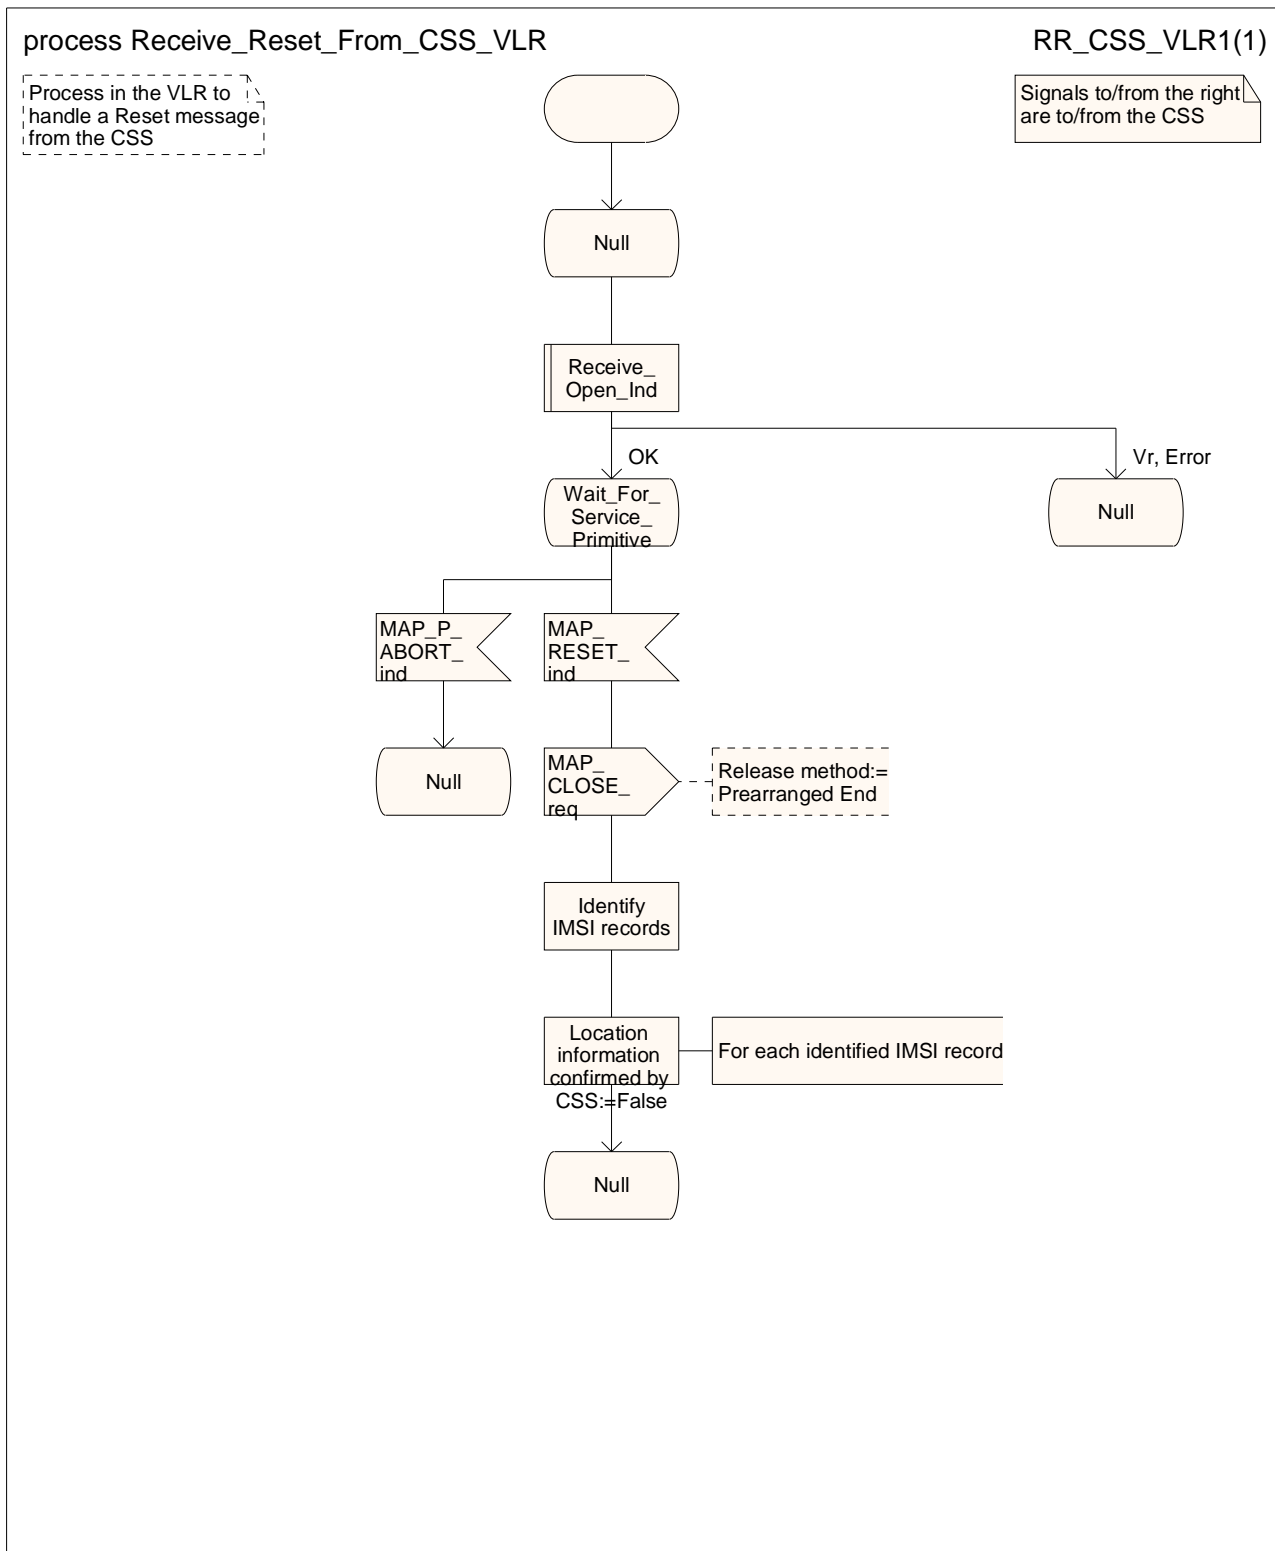 process Receive_Reset_From_CSS_VLR
RR_CSS_VLR1(1)
Process in the VLR to
handle a Reset message
from the CSS
Signals to/from the right
are to/from the CSS
Null
Receive_
Open_Ind
OK
Vr, Error
Wait_For_
Service_
Primitive
Null
MAP_P_
ABORT_
ind
MAP_
RESET_
ind
Null
MAP_
CLOSE_
req
Release method:=
Prearranged End
Identify
IMSI records
Location
information
confirmed by
CSS:=False
For each identified IMSI record
Null